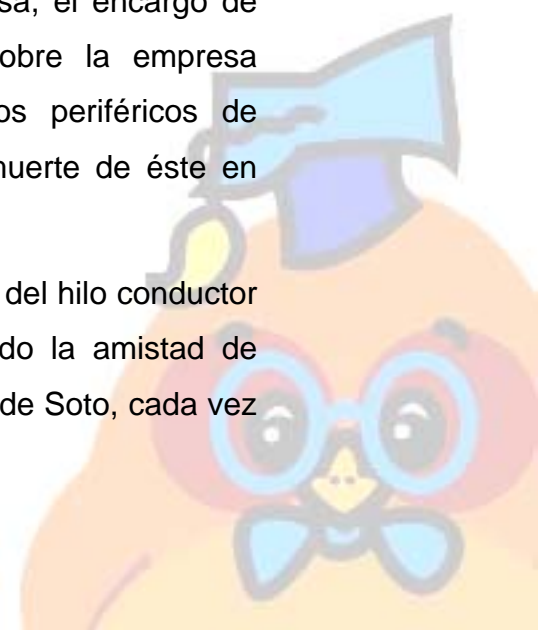 sa, el encargo de
obre la empresa
os periféricos de
muerte de éste en
del hilo conductor
do la amistad de
de Soto, cada vez